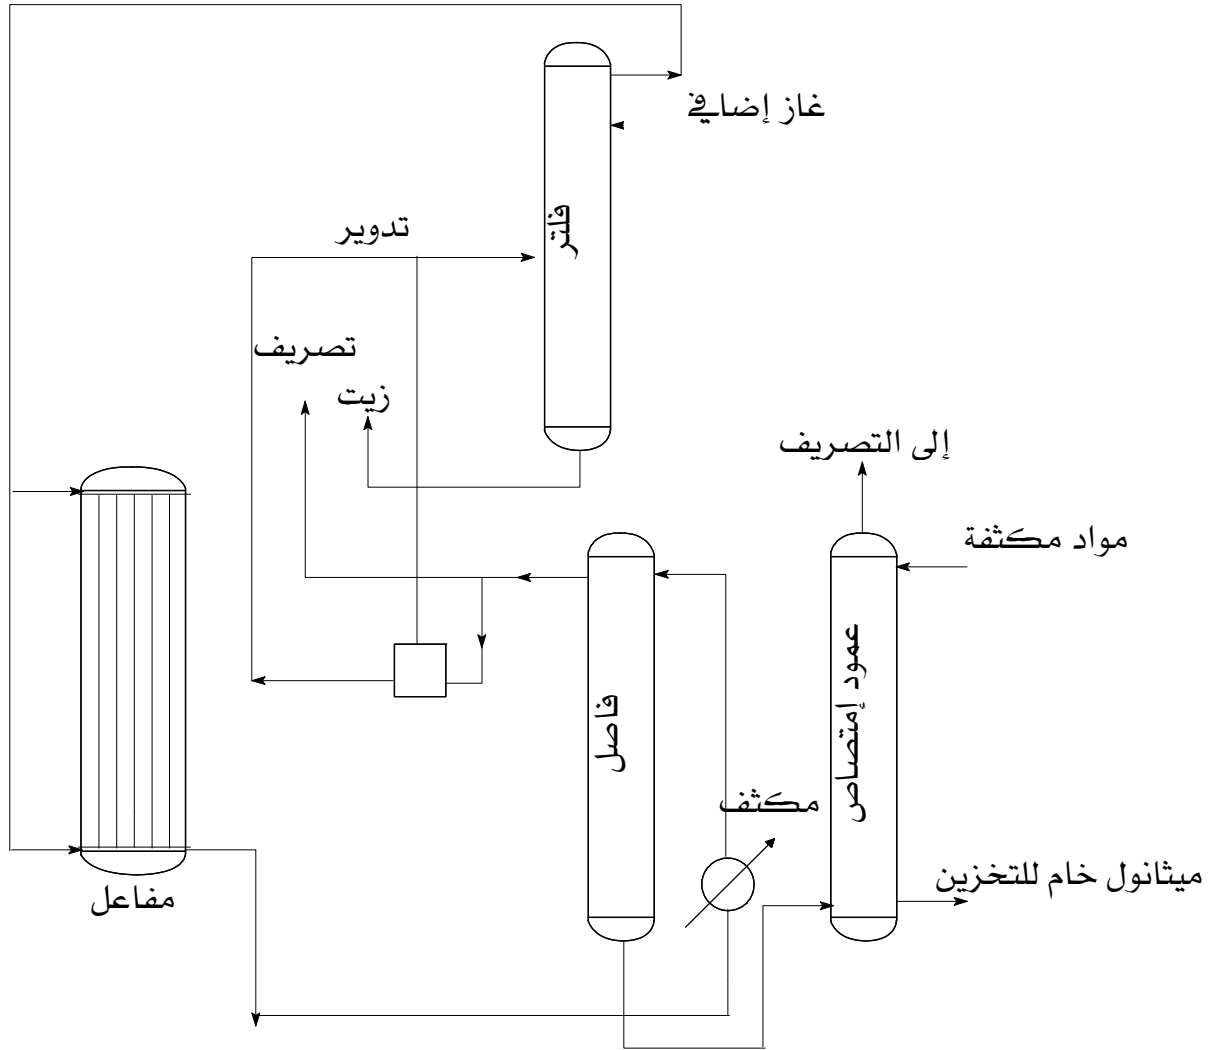 غاز إضافي
فلتر
تدوير
تصريف
زيت
إلى التصريف
مواد مكثفة
عمود إمتصاص
فاصل
مكثف
ميثانول خام للتخزين
مفاعل